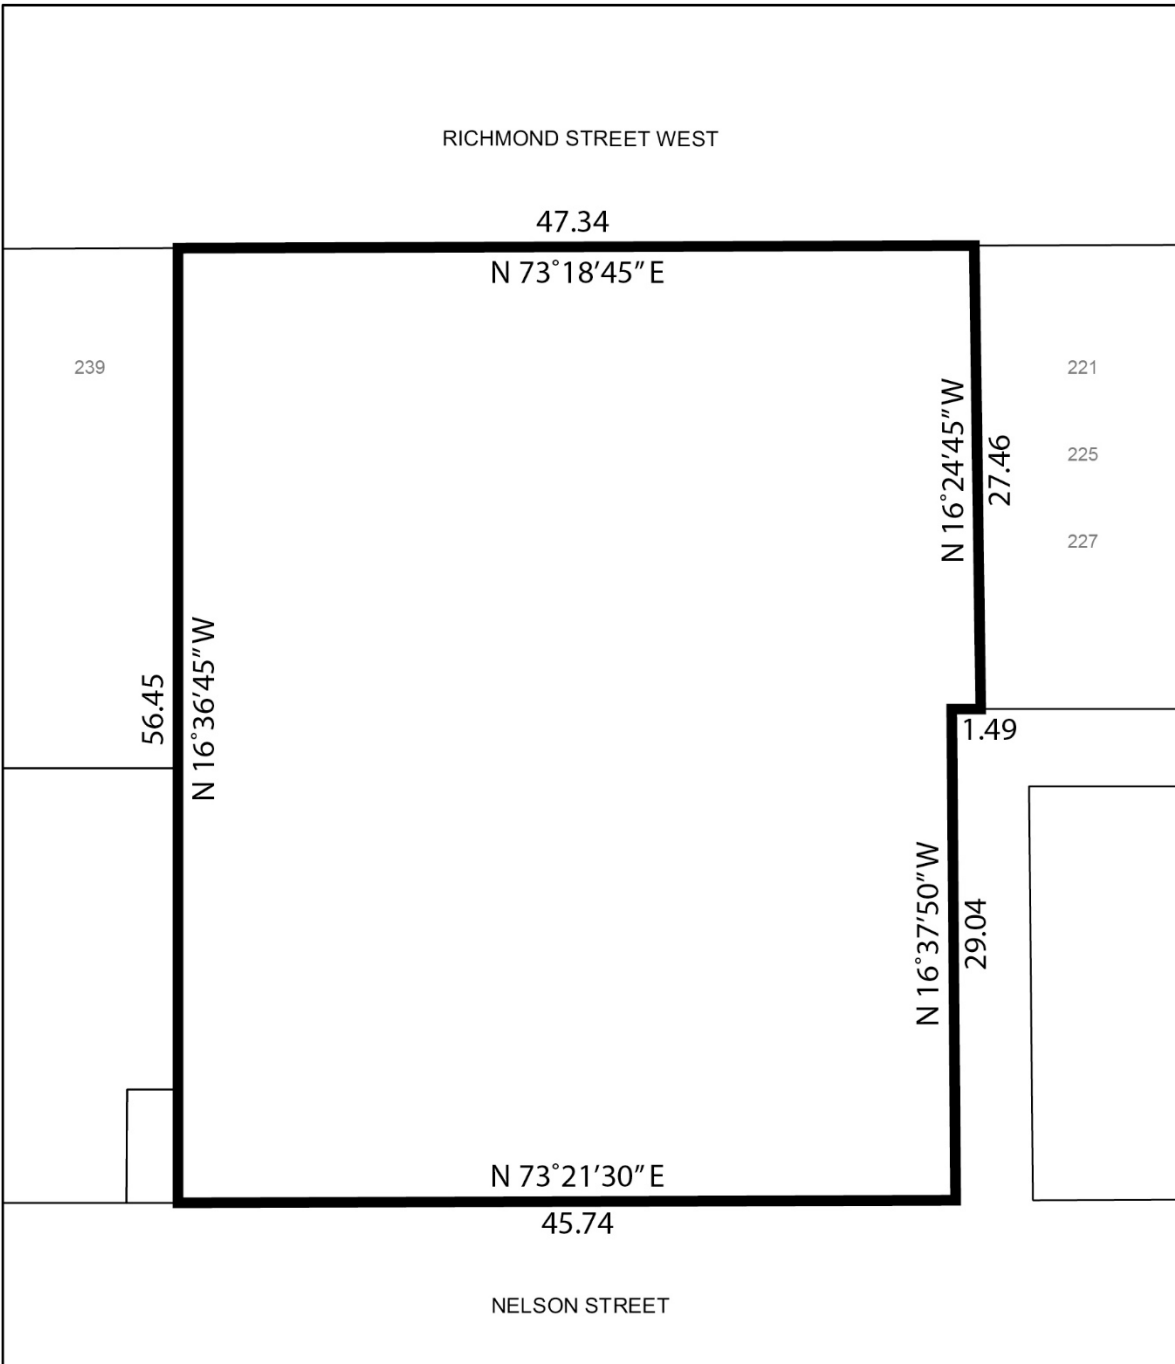 RICHMOND STREET WEST
47.34
N 73°18'45" E
239
221
N 16°24'45" W
27.46
225
227
56.45
N 16°36'45" W
1.49
N 16°37'50" W
29.04
N 73°21'30" E
45.74
NELSON STREET